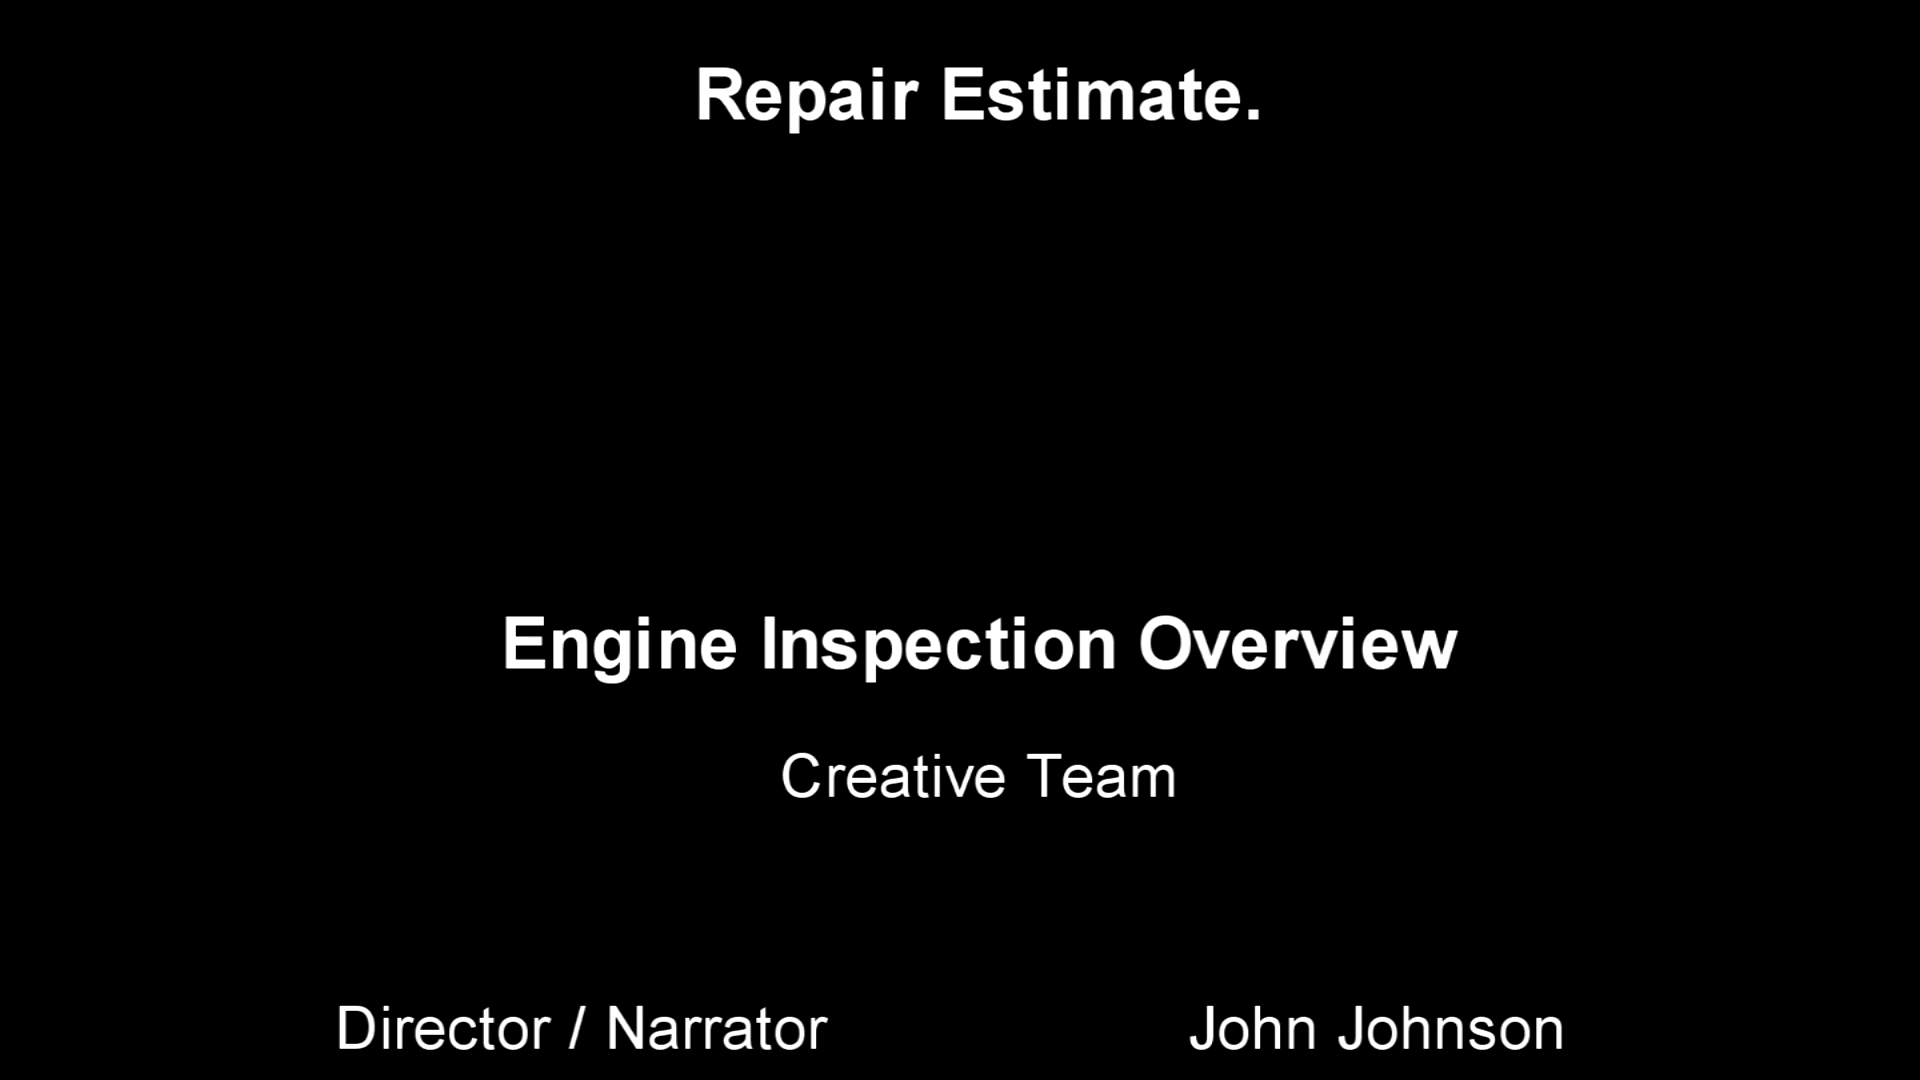 Repair Estimate.
Engine Inspection Overview
Creative Team
Director / Narrator John Johnson